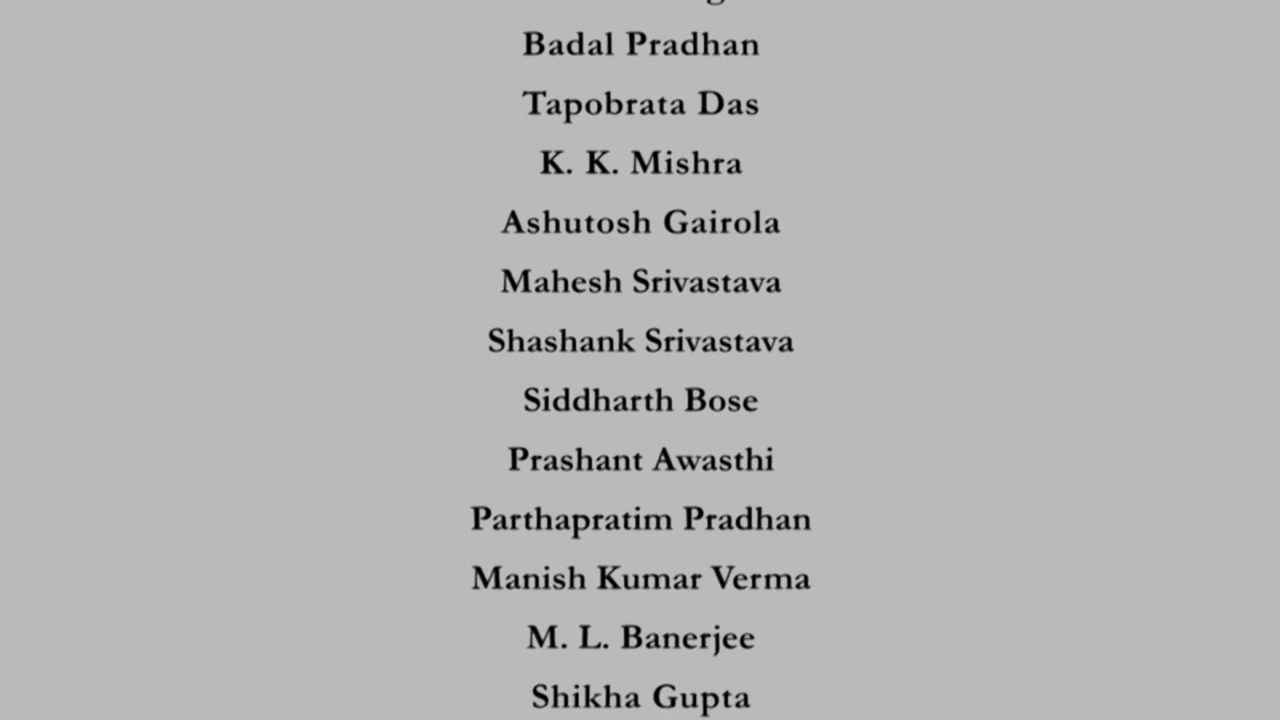 Badal Pradhan
Tapobrata Das
K. K. Mishra
Ashutosh Gairola
Mahesh Srivastava
Shashank Srivastava
Siddharth Bose
Prashant Awasthi
Parthapratim Pradhan
Manish Kumar Verma
M. L. Banerjee
Shikha Gupta